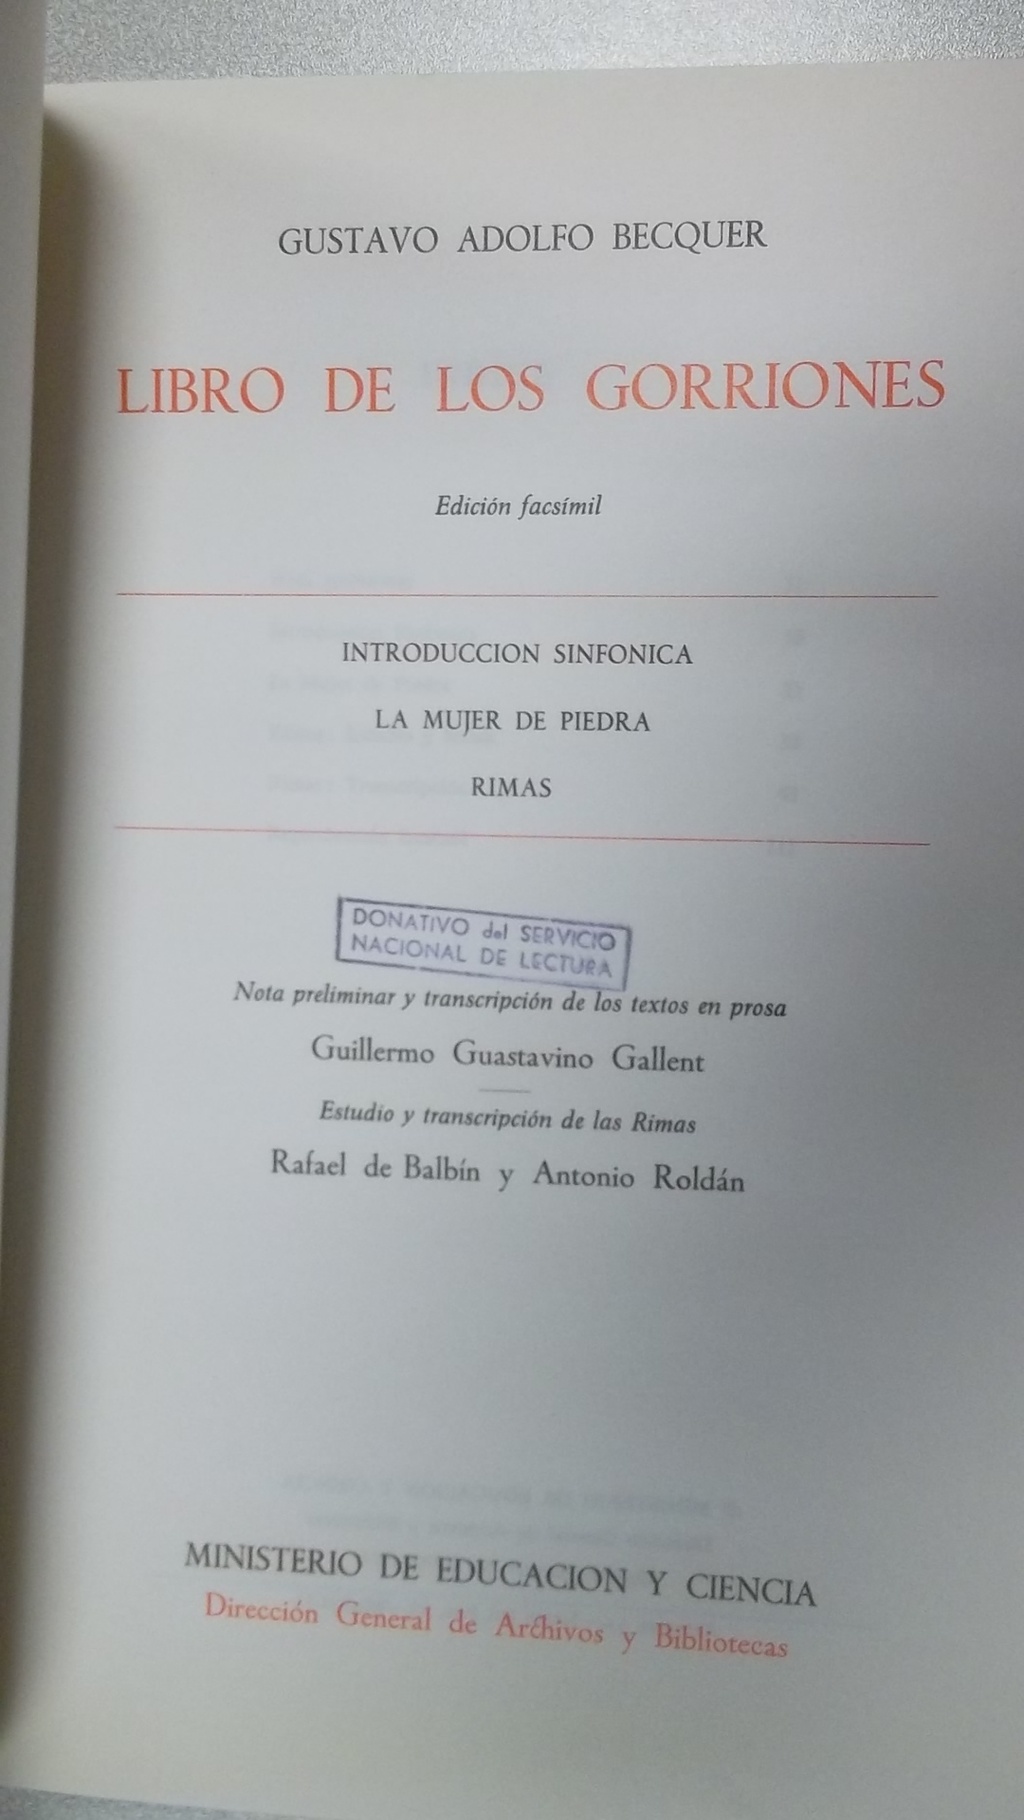 GUSTAVO ADOLFO BECQUER
LIBRO DE LOS GORRIONES
Edición facsímil
INTRODUCCION SINFONICA
LA MUJER DE PIEDRA
RIMAS
DONATIVO del SERVICIO
NACIONAL DE LECTURA
Nota preliminar y transcripción de los textos en prosa
Guillermo Guastavino Gallent
Estudio y transcripción de las Rimas
Rafael de Balbín y Antonio Roldán
MINISTERIO DE EDUCACION Y CIENCIA
Dirección General de Archivos y Bibliotecas